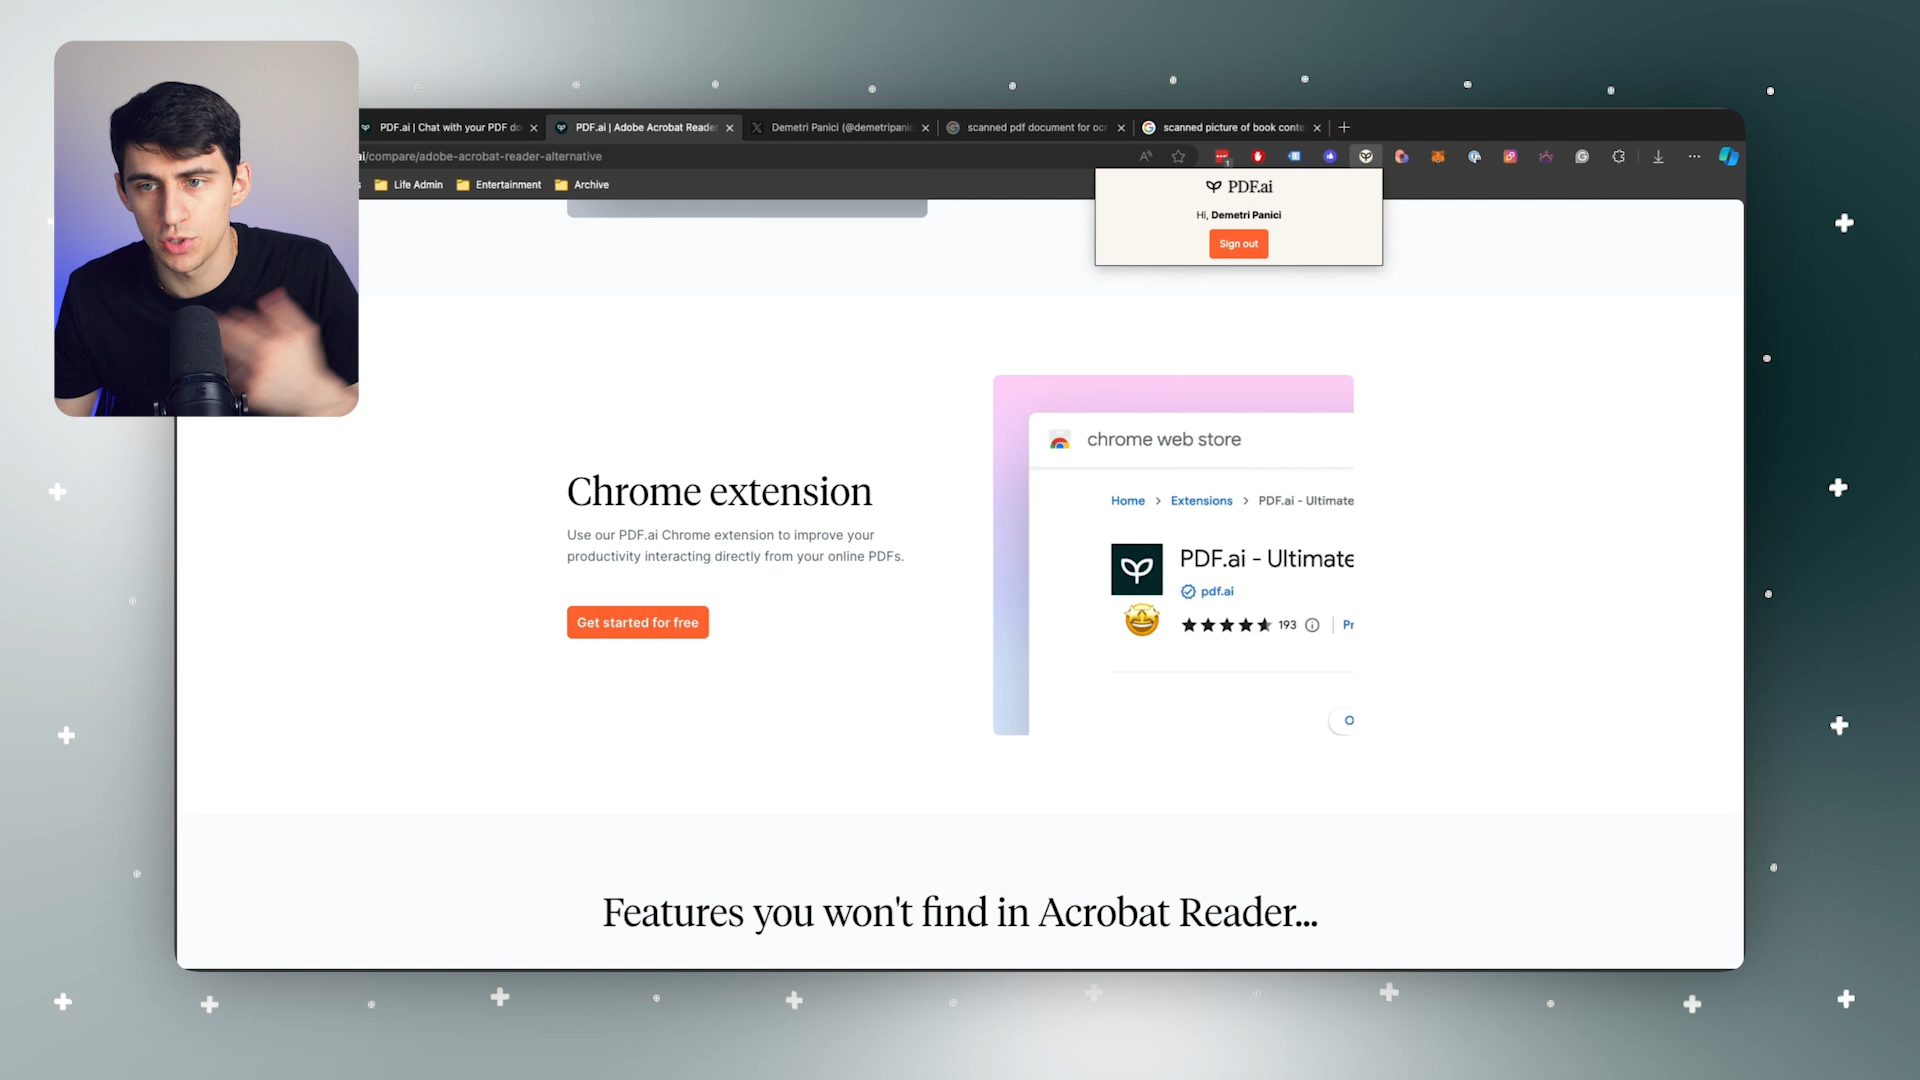 PDF.ai | Chat with your PDF do
PDF.ai | Adobe Acrobat Reader
Demetri Panici (@demetripanic
scanned pdf document for ocr
scanned picture of book conte
ai/compare/adobe-acrobat-reader-alternative
1
s
Life Admin
Entertainment
Archive
PDF.ai
Hi, Demetri Panici
Sign out
Chrome extension
Use our PDF.ai Chrome extension to improve your
productivity interacting directly from your online PDFs.
Get started for free
chrome web store
Home > Extensions > PDF.ai - Ultimate
PDF.ai - Ultimate
pdf.ai
193
Pr
O
Features you won't find in Acrobat Reader...